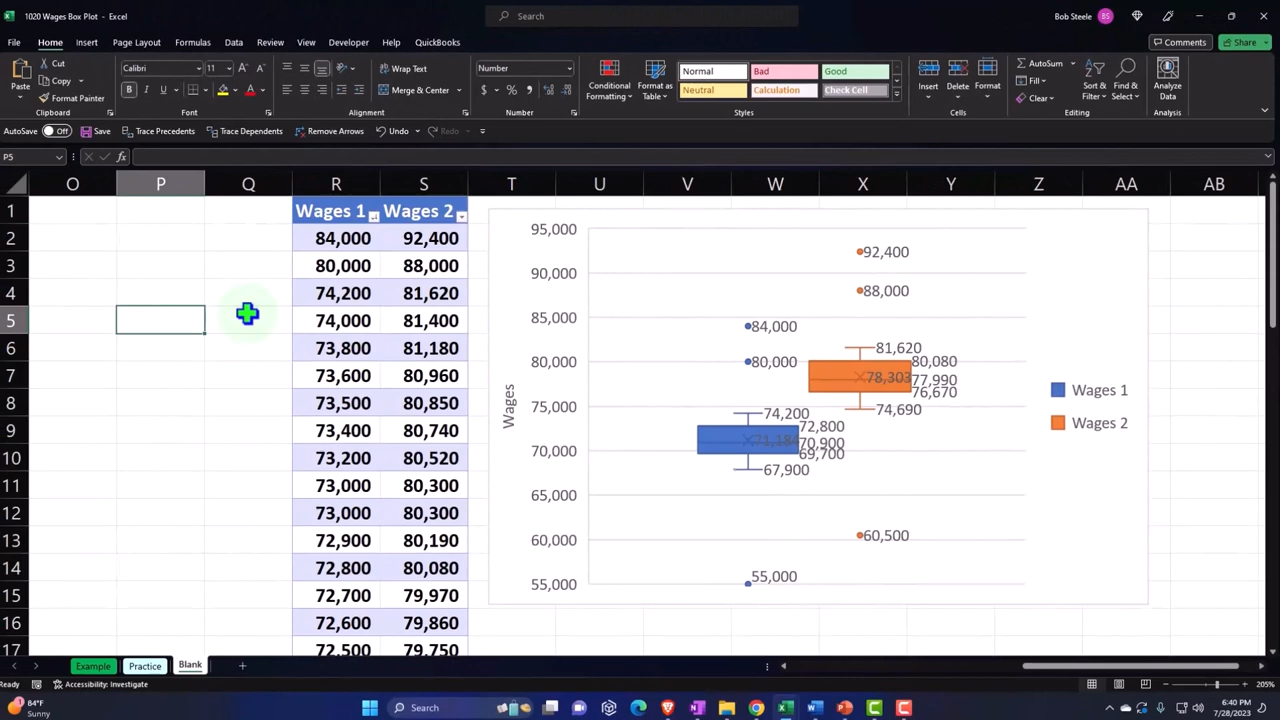 1020 Wages Box Plot - Excel
Search
Bob Steele
BS
File Home Insert Page Layout Formulas Data Review View Developer Help QuickBooks
Comments
Share
Paste
Cut
Copy
Format Painter
Clipboard
Calibri
11
Font
Wrap Text
Merge & Center
Alignment
Number
Number
Conditional Formatting
Format as Table
Normal Bad Good
Neutral Calculation Check Cell
Styles
Insert Delete Format
Cells
AutoSum
Fill
Clear
Sort & Filter
Find & Select
Editing
Analyze Data
Analysis
AutoSave Off Save Trace Precedents Trace Dependents Remove Arrows Undo Redo
P5
O P Q R S T U V W X Y Z AA AB
1 Wages 1 Wages 2
2 84,000 92,400
3 80,000 88,000
4 74,200 81,620
5 74,000 81,400
6 73,800 81,180
7 73,600 80,960
8 73,500 80,850
9 73,400 80,740
10 73,200 80,520
11 73,000 80,300
12 73,000 80,300
13 72,900 80,190
14 72,800 80,080
15 72,700 79,970
16 72,600 79,860
17 72,500 79,750
95,000
90,000
85,000
80,000
75,000
70,000
65,000
60,000
55,000
Wages
84,000
80,000
74,200
72,800
71,184
70,900
69,700
67,900
55,000
92,400
88,000
81,620
80,080
78,303
77,990
76,670
74,690
60,500
Wages 1
Wages 2
Example Practice Blank
Ready
Accessibility: Investigate
205%
84°F
Sunny
Search
6:40 PM
7/28/2023